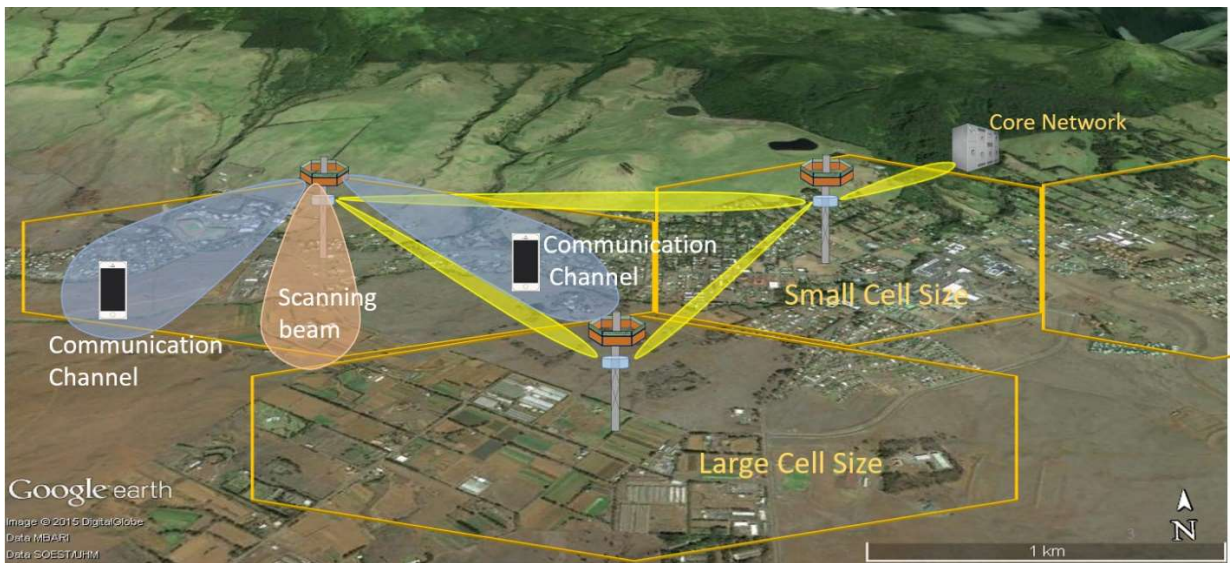 Core Network
Communication
Channel
Small Cell Size
Scanning
beam
Communication
Channel
Large Cell Size
Google earth
Image © 2015 DigitalGlobe
Data MBARI
Data SOEST/UHM
3
N
1 km